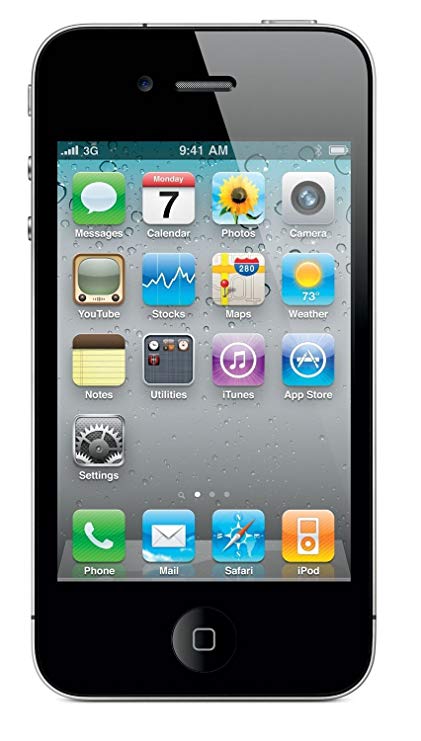 3G 9:41 AM
Monday
7
Messages Calendar Photos Camera
280
73°
YouTube Stocks Maps Weather
Notes Utilities iTunes App Store
Settings
Phone Mail Safari iPod